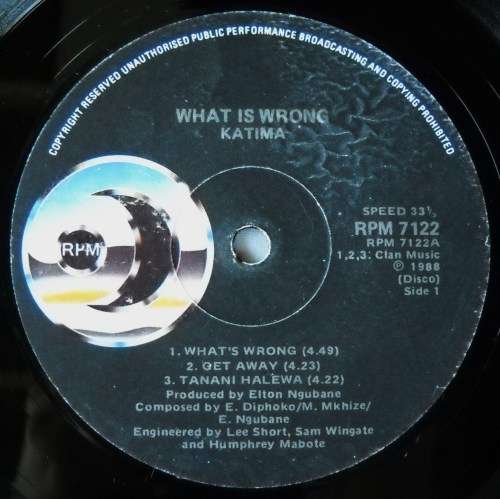 COPYRIGHT RESERVED UNAUTHORISED PUBLIC PERFORMANCE BROADCASTING AND COPYING PROHIBITED
WHAT IS WRONG
KATIMA
RPM
SPEED 33⅓
RPM 7122
RPM 7122A
1,2,3: Clan Music
℗ 1988
(Disco)
Side 1
1. WHAT'S WRONG (4.49)
2. GET AWAY (4.23)
3. TANANI HALEWA (4.22)
Produced by Elton Ngubane
Composed by E. Diphoko/M. Mkhize/
E. Ngubane
Engineered by Lee Short, Sam Wingate
and Humphrey Mabote